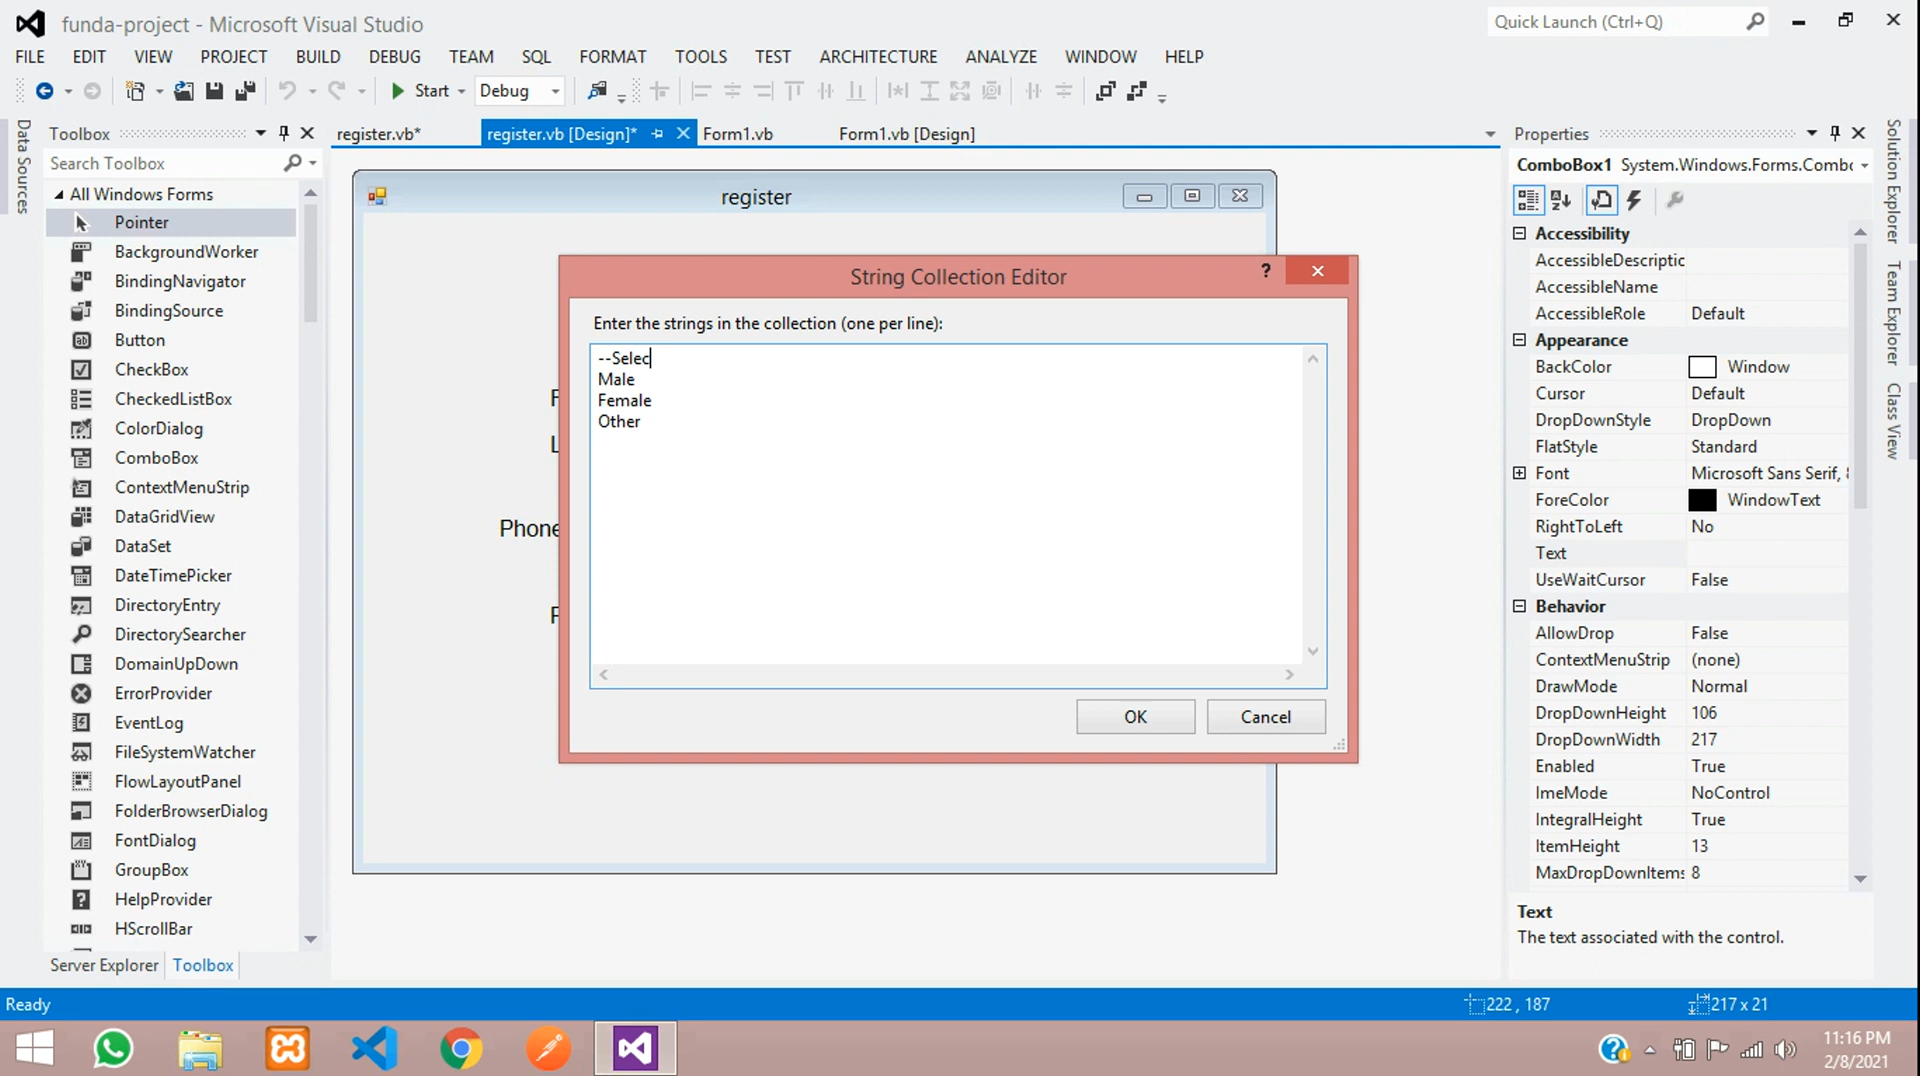 funda-project - Microsoft Visual Studio
Quick Launch (Ctrl+Q)
FILE EDIT VIEW PROJECT BUILD DEBUG TEAM SQL FORMAT TOOLS TEST ARCHITECTURE ANALYZE WINDOW HELP
Start Debug
Data Sources
Toolbox
Search Toolbox
All Windows Forms
Pointer
BackgroundWorker
BindingNavigator
BindingSource
Button
CheckBox
CheckedListBox
ColorDialog
ComboBox
ContextMenuStrip
DataGridView
DataSet
DateTimePicker
DirectoryEntry
DirectorySearcher
DomainUpDown
ErrorProvider
EventLog
FileSystemWatcher
FlowLayoutPanel
FolderBrowserDialog
FontDialog
GroupBox
HelpProvider
HScrollBar
Server Explorer Toolbox
register.vb* register.vb [Design]* Form1.vb Form1.vb [Design]
register
Phone
String Collection Editor
?
Enter the strings in the collection (one per line):
--Selec
Male
Female
Other
OK Cancel
Properties
ComboBox1 System.Windows.Forms.Combo
Accessibility
AccessibleDescriptic
AccessibleName
AccessibleRole Default
Appearance
BackColor Window
Cursor Default
DropDownStyle DropDown
FlatStyle Standard
Font Microsoft Sans Serif, 8
ForeColor WindowText
RightToLeft No
Text
UseWaitCursor False
Behavior
AllowDrop False
ContextMenuStrip (none)
DrawMode Normal
DropDownHeight 106
DropDownWidth 217
Enabled True
ImeMode NoControl
IntegralHeight True
ItemHeight 13
MaxDropDownItems 8
Text
The text associated with the control.
Solution Explorer
Team Explorer
Class View
Ready
222 , 187
217 x 21
11:16 PM
2/8/2021